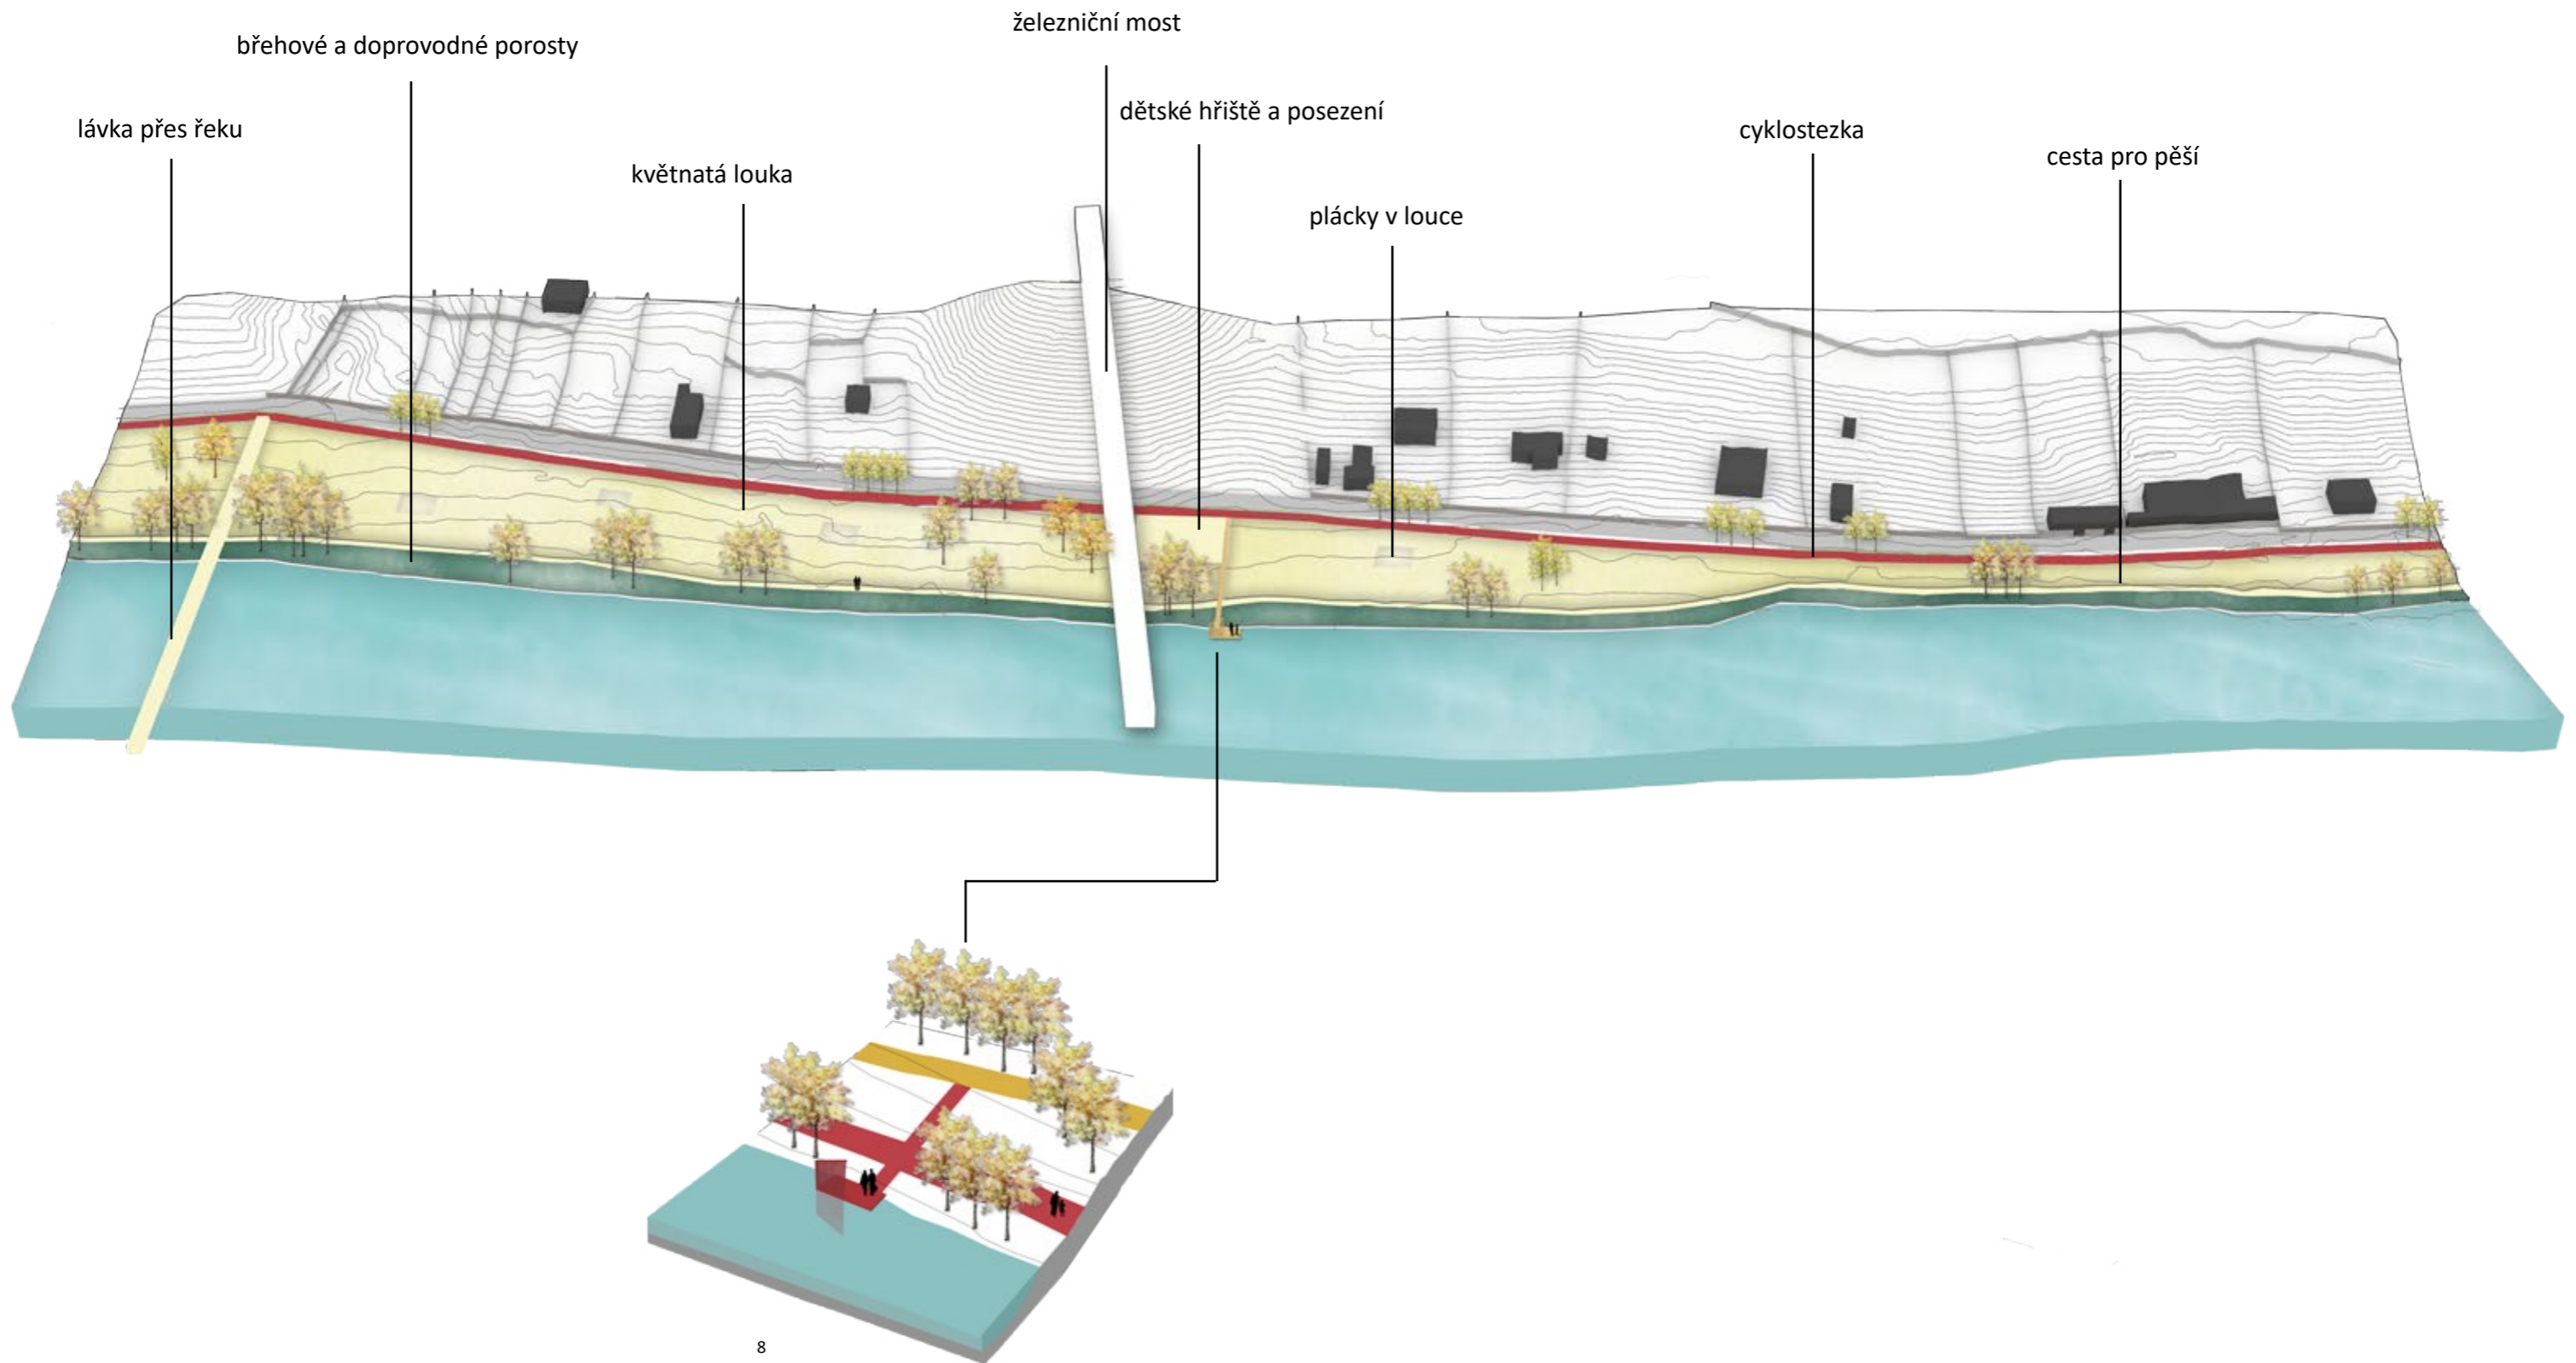 železniční most
břehové a doprovodné porosty
dětské hřiště a posezení
lávka přes řeku
cyklostezka
cesta pro pěší
květnatá louka
plácky v louce
8